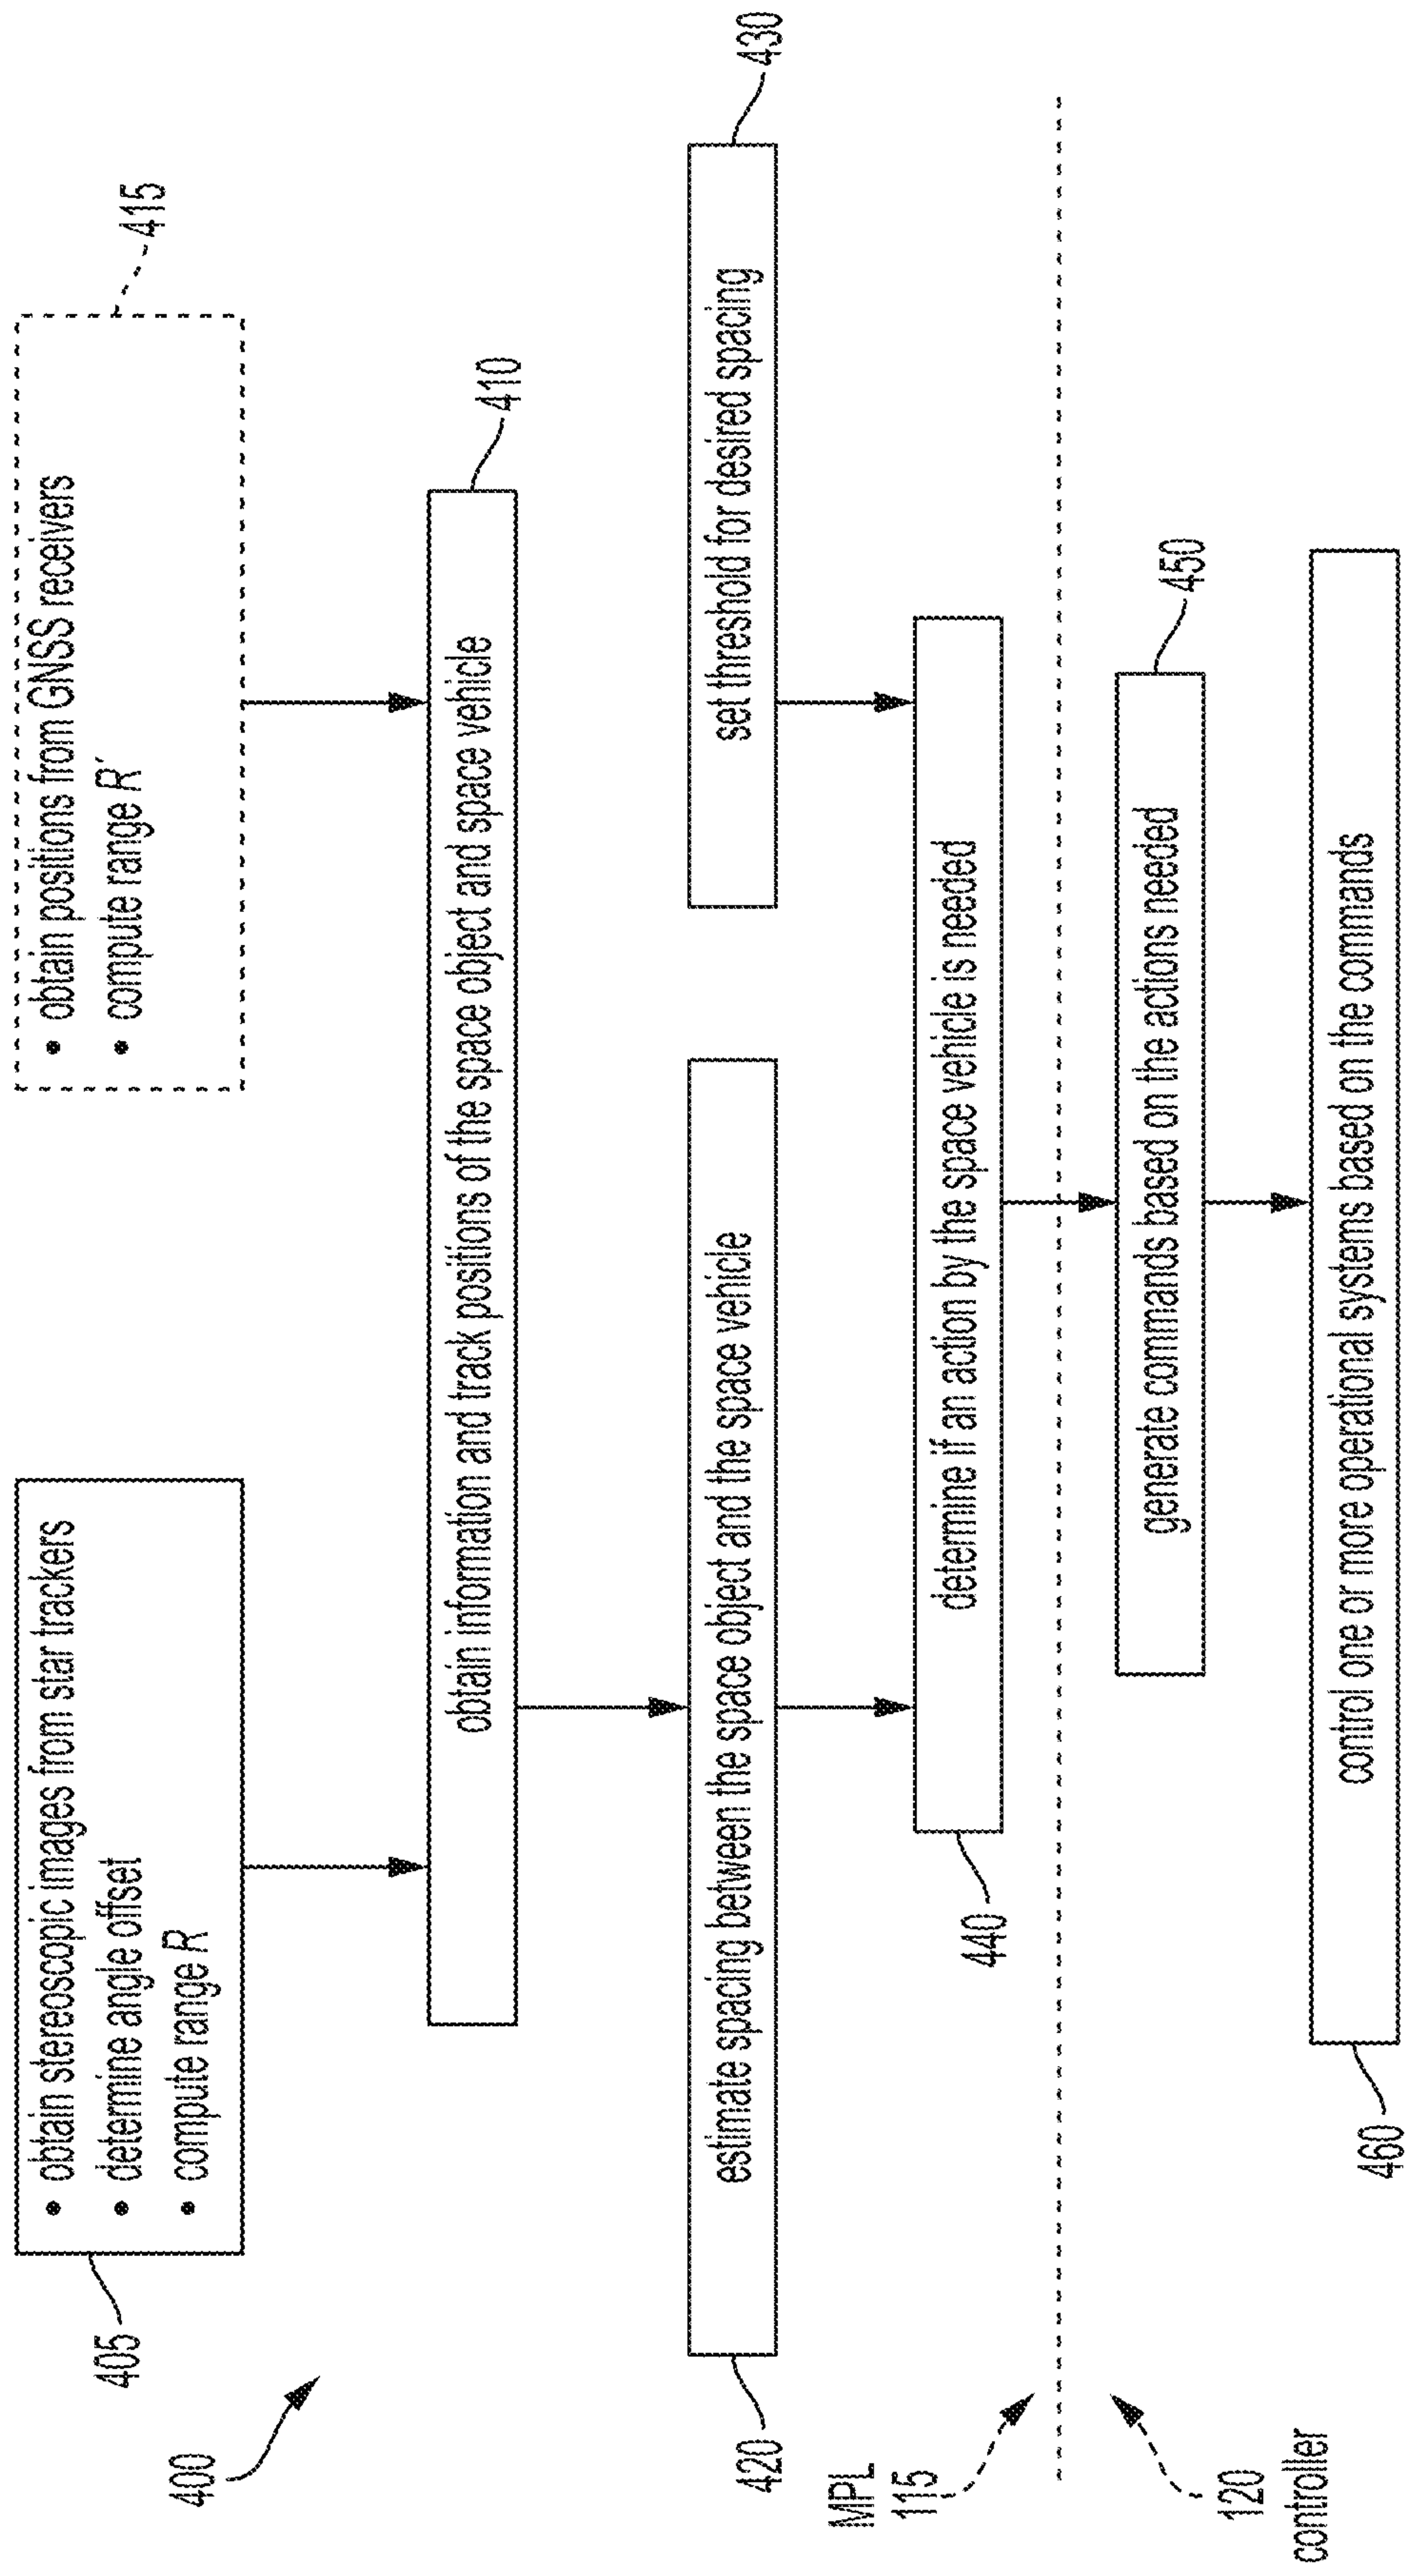 400
405
• obtain stereoscopic images from star trackers
• determine angle offset
• compute range R
415
• obtain positions from GNSS receivers
• compute range R´
410
obtain information and track positions of the space object and space vehicle
420
estimate spacing between the space object and the space vehicle
430
set threshold for desired spacing
440
determine if an action by the space vehicle is needed
MPL
115
120
controller
450
generate commands based on the actions needed
460
control one or more operational systems based on the commands